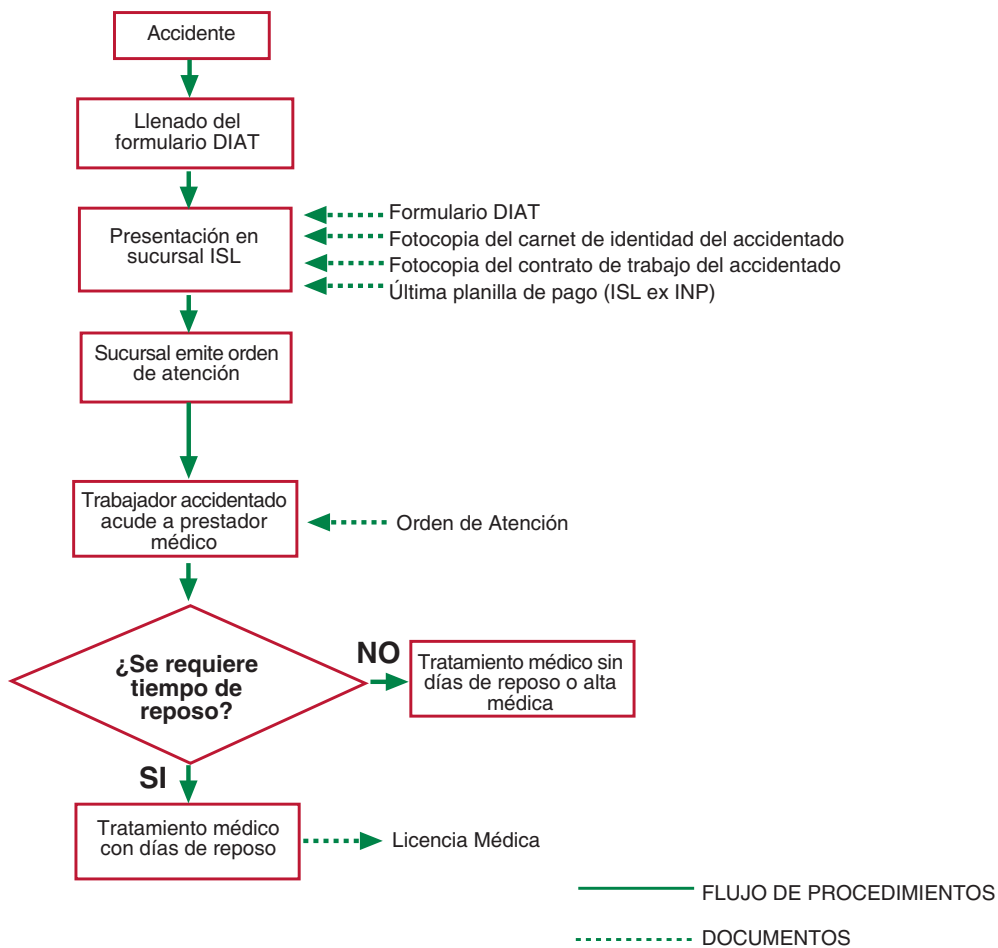 Accidente
Llenado del
formulario DIAT
Presentación en
sucursal ISL
Formulario DIAT
Fotocopia del carnet de identidad del accidentado
Fotocopia del contrato de trabajo del accidentado
Última planilla de pago (ISL ex INP)
Sucursal emite orden
de atención
Trabajador accidentado
acude a prestador
médico
Orden de Atención
¿Se requiere
tiempo de
reposo?
NO
Tratamiento médico sin
días de reposo o alta
médica
SI
Tratamiento médico
con días de reposo
Licencia Médica
FLUJO DE PROCEDIMIENTOS
DOCUMENTOS